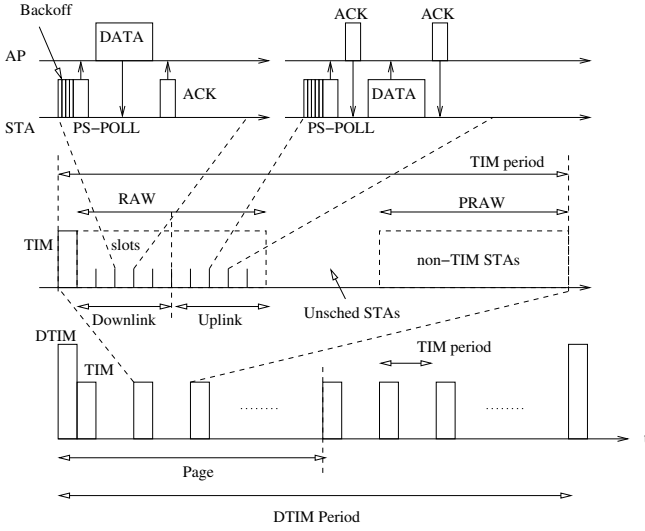 Backoff
ACK
ACK
DATA
AP
ACK
DATA
STA
PS-POLL
PS-POLL
TIM period
RAW
PRAW
TIM
slots
non-TIM STAs
Downlink
Uplink
Unsched STAs
DTIM
TIM
TIM period
........
........
t
Page
DTIM Period